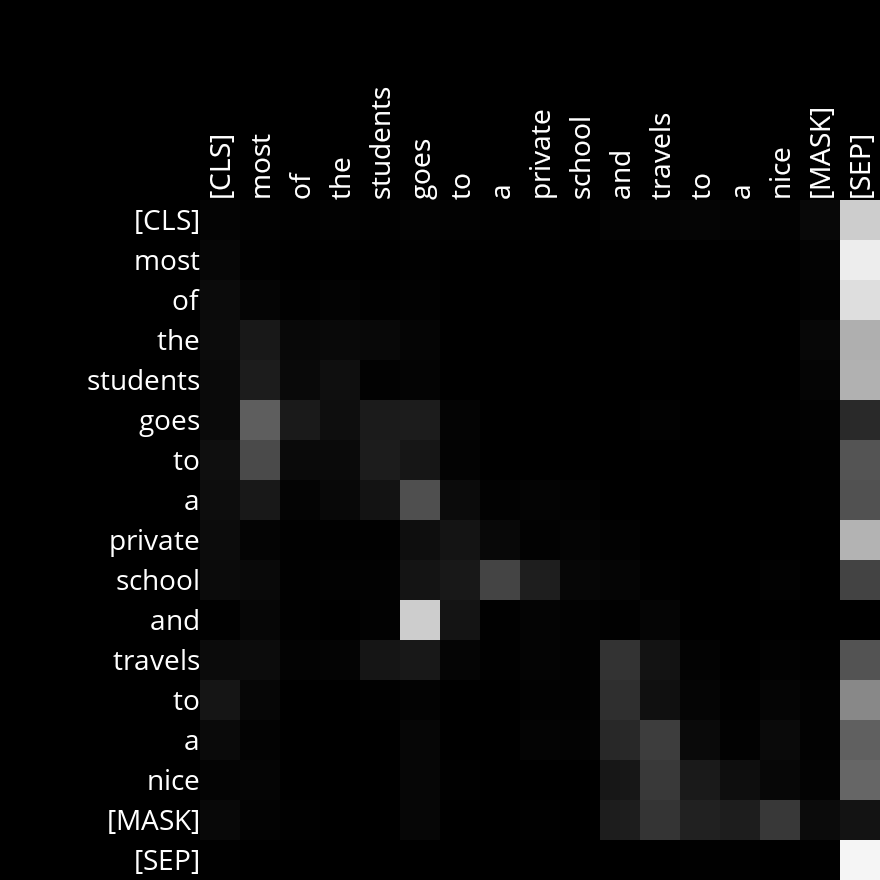 [CLS] most of the students goes to a private school and travels to a nice [MASK] [SEP]
[CLS]
most
of
the
students
goes
to
a
private
school
and
travels
to
a
nice
[MASK]
[SEP]